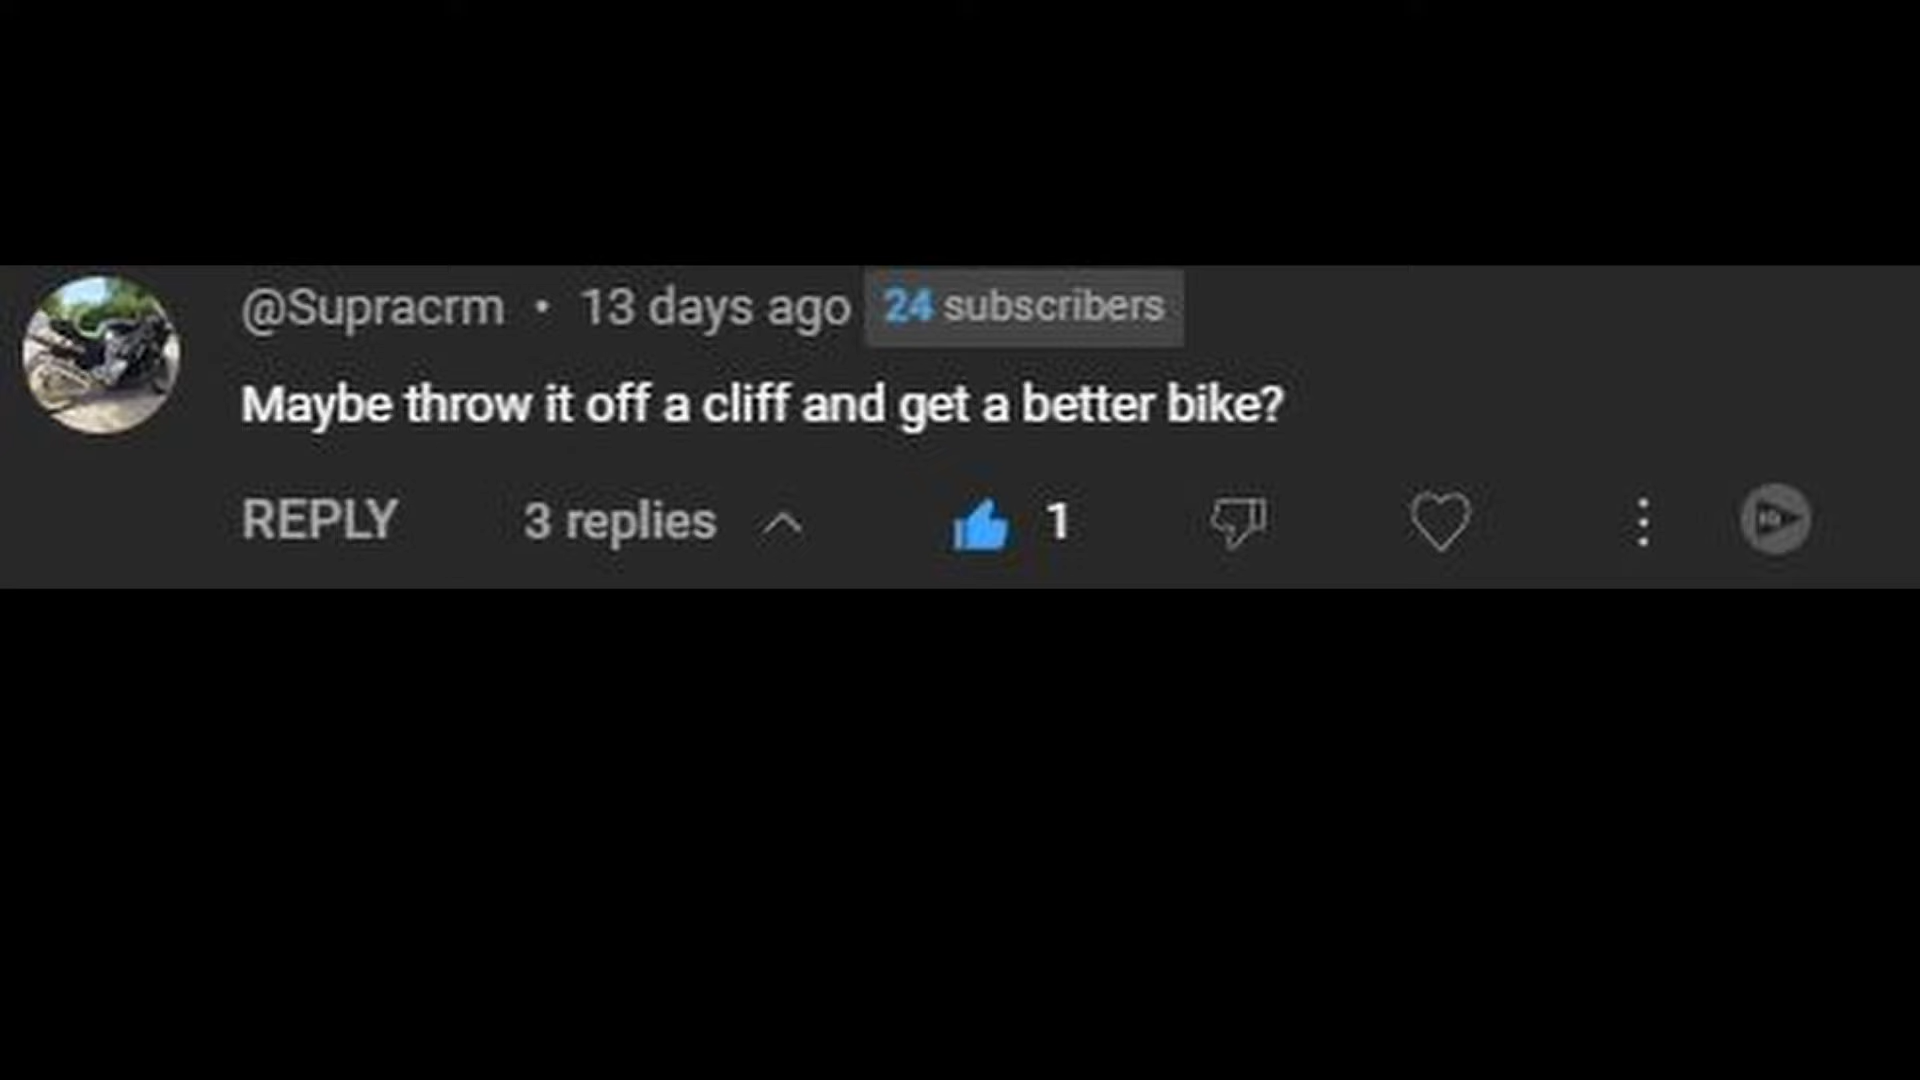 @Supracrm • 13 days ago 24 subscribers
Maybe throw it off a cliff and get a better bike?
REPLY 3 replies 1